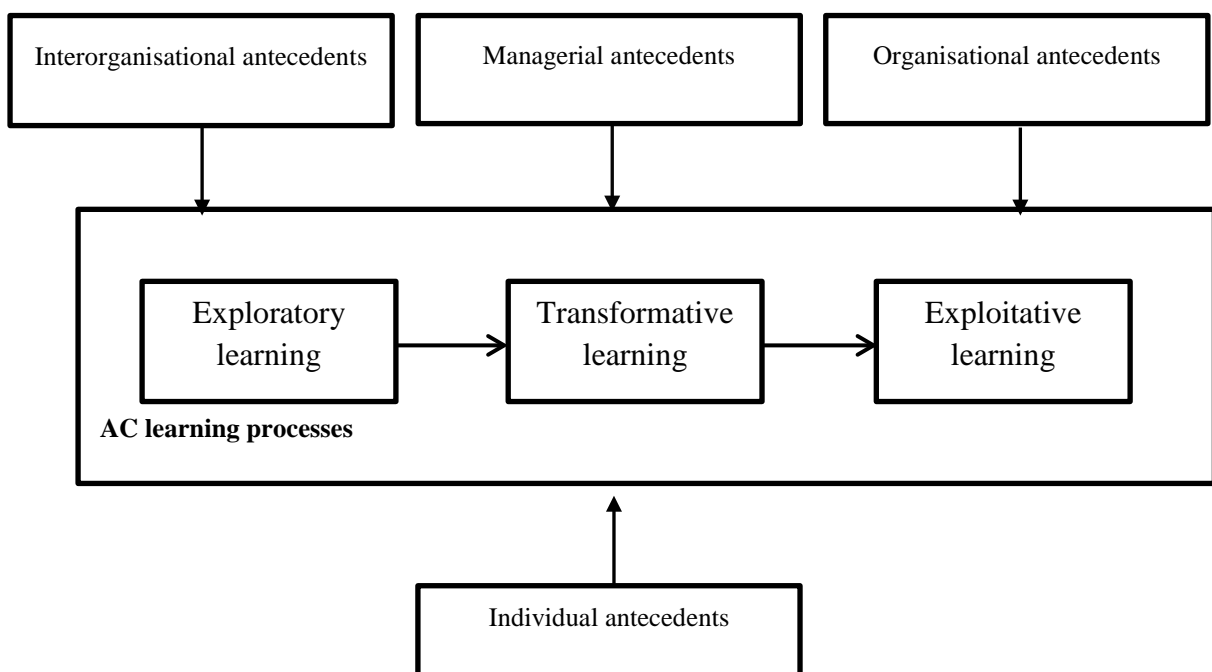 Interorganisational antecedents
Managerial antecedents
Organisational antecedents
Exploratory
learning
Transformative
learning
Exploitative
learning
AC learning processes
Individual antecedents